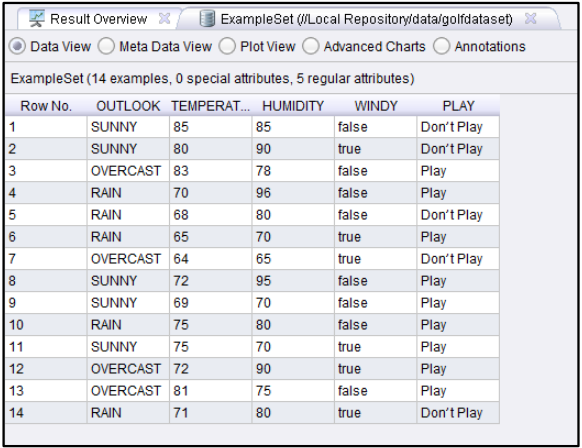 Result Overview ExampleSet (//Local Repository/data/golfdataset)
Data View Meta Data View Plot View Advanced Charts Annotations
ExampleSet (14 examples, 0 special attributes, 5 regular attributes)
Row No. OUTLOOK TEMPERAT... HUMIDITY WINDY PLAY
1 SUNNY 85 85 false Don't Play
2 SUNNY 80 90 true Don't Play
3 OVERCAST 83 78 false Play
4 RAIN 70 96 false Play
5 RAIN 68 80 false Don't Play
6 RAIN 65 70 true Play
7 OVERCAST 64 65 true Don't Play
8 SUNNY 72 95 false Play
9 SUNNY 69 70 false Play
10 RAIN 75 80 false Play
11 SUNNY 75 70 true Play
12 OVERCAST 72 90 true Play
13 OVERCAST 81 75 false Play
14 RAIN 71 80 true Don't Play